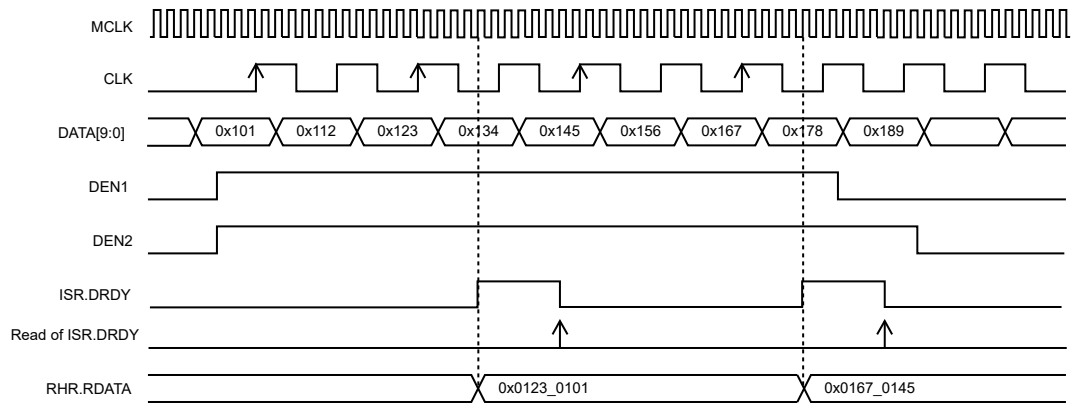 MCLK
CLK
DATA[9:0] 0x101 0x112 0x123 0x134 0x145 0x156 0x167 0x178 0x189
DEN1
DEN2
ISR.DRDY
Read of ISR.DRDY
RHR.RDATA 0x0123_0101 0x0167_0145